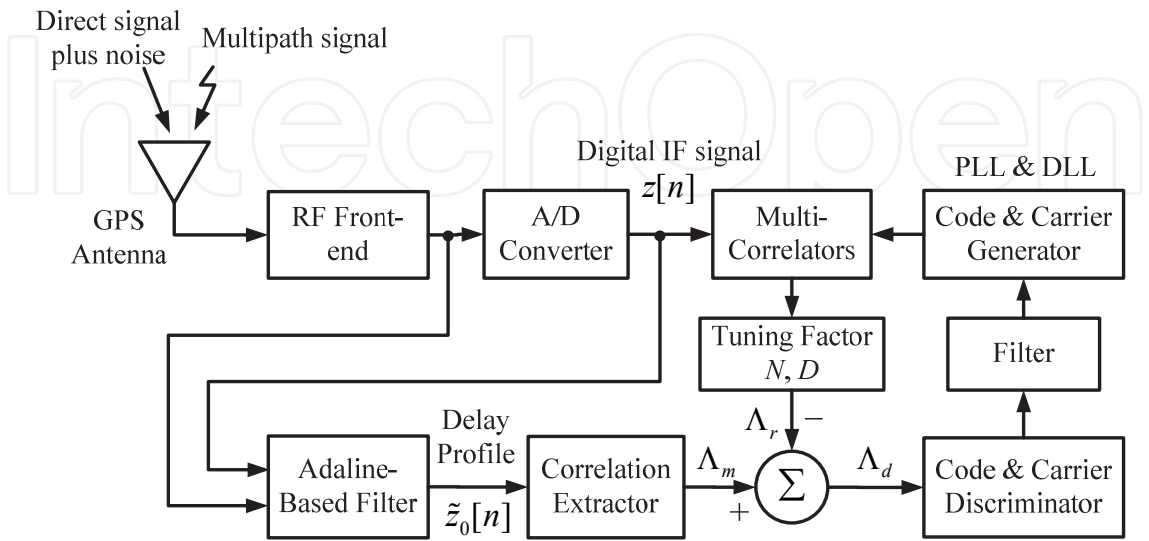 Direct signal
plus noise
Multipath signal
IntechOpen
GPS
Antenna
RF Front-
end
A/D
Converter
Digital IF signal
z[n]
Multi-
Correlators
PLL & DLL
Code & Carrier
Generator
Tuning Factor
N, D
Filter
Λr −
Adaline-
Based Filter
Delay
Profile
z̃0[n]
Correlation
Extractor
Λm
+
Σ
Λd
Code & Carrier
Discriminator